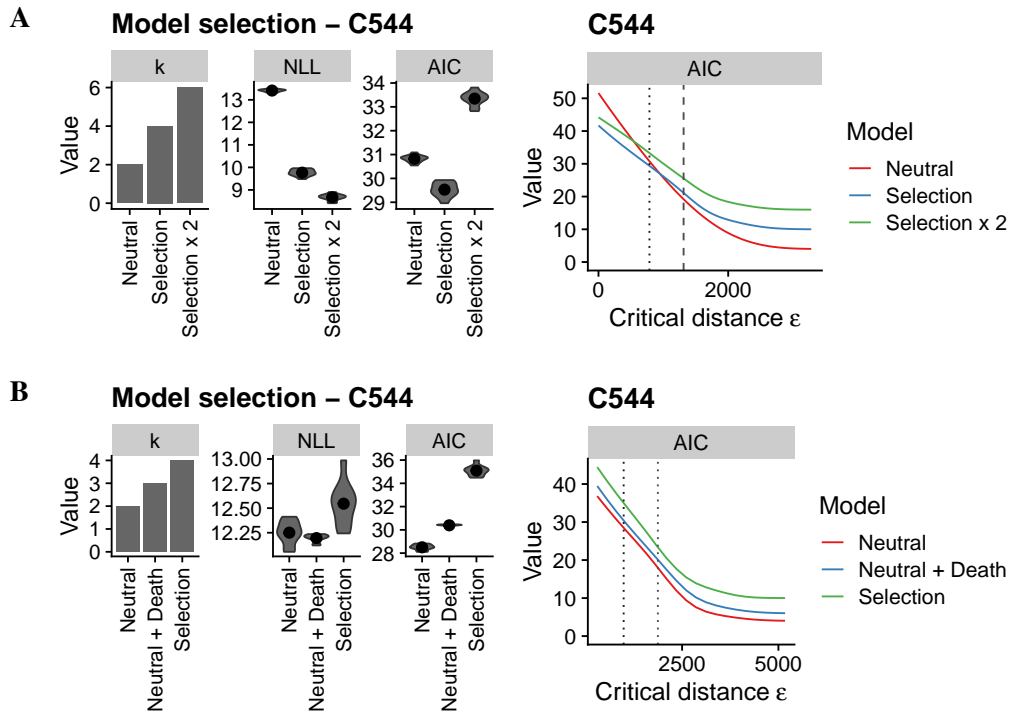 A
Model selection – C544
k
NLL
AIC
Value
0
2
4
6
9
10
11
12
13
29
30
31
32
33
34
Neutral
Selection
Selection x 2
Neutral
Selection
Selection x 2
Neutral
Selection
Selection x 2
C544
AIC
Value
0
10
20
30
40
50
0
2000
Critical distance ε
Model
Neutral
Selection
Selection x 2
B
Model selection – C544
k
NLL
AIC
Value
0
1
2
3
4
12.25
12.50
12.75
13.00
28
30
32
34
36
Neutral
Neutral + Death
Selection
Neutral
Neutral + Death
Selection
Neutral
Neutral + Death
Selection
C544
AIC
Value
0
10
20
30
40
2500
5000
Critical distance ε
Model
Neutral
Neutral + Death
Selection